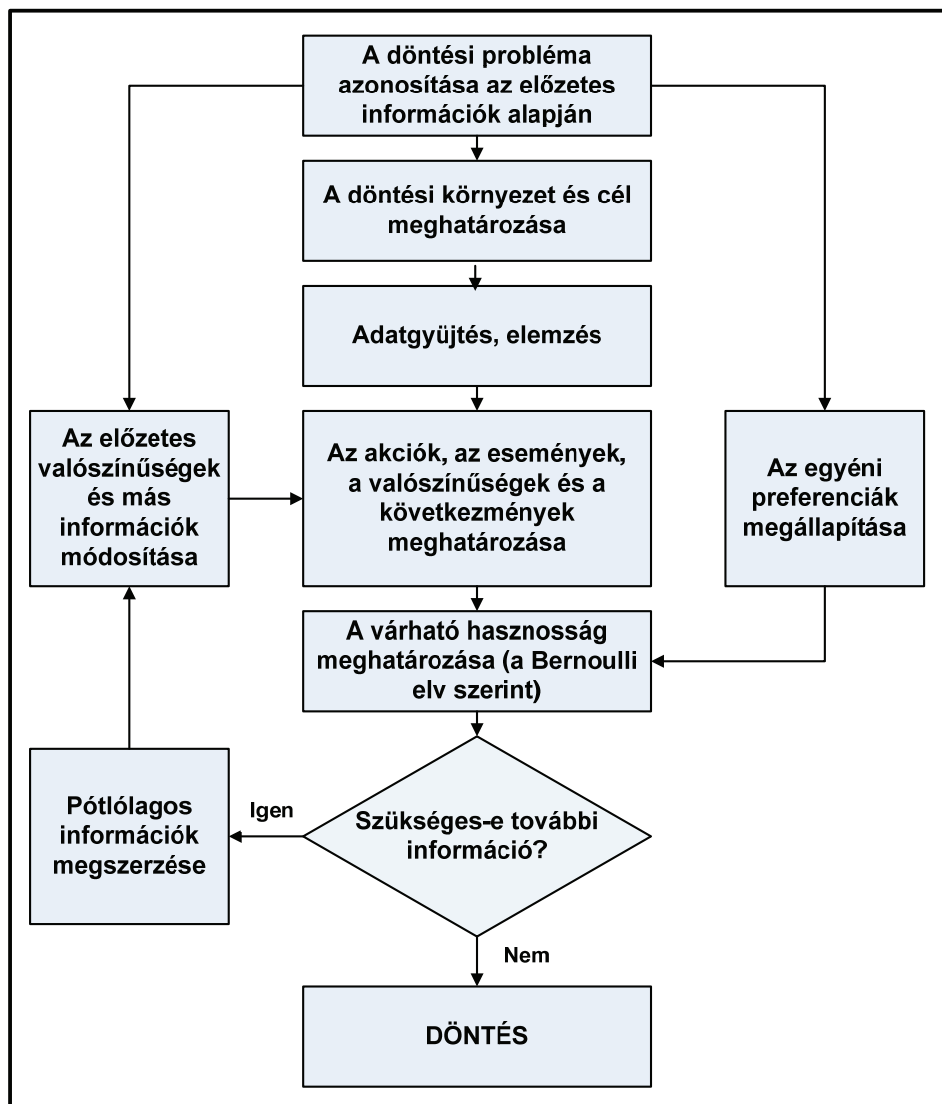 A döntési probléma
azonosítása az előzetes
információk alapján
A döntési környezet és cél
meghatározása
Adatgyüjtés, elemzés
Az előzetes
valószínűségek
és más
információk
módosítása
Az akciók, az események,
a valószínűségek és a
következmények
meghatározása
Az egyéni
preferenciák
megállapítása
A várható hasznosság
meghatározása (a Bernoulli
elv szerint)
Pótlólagos
információk
megszerzése
Igen
Szükséges-e további
információ?
Nem
DÖNTÉS